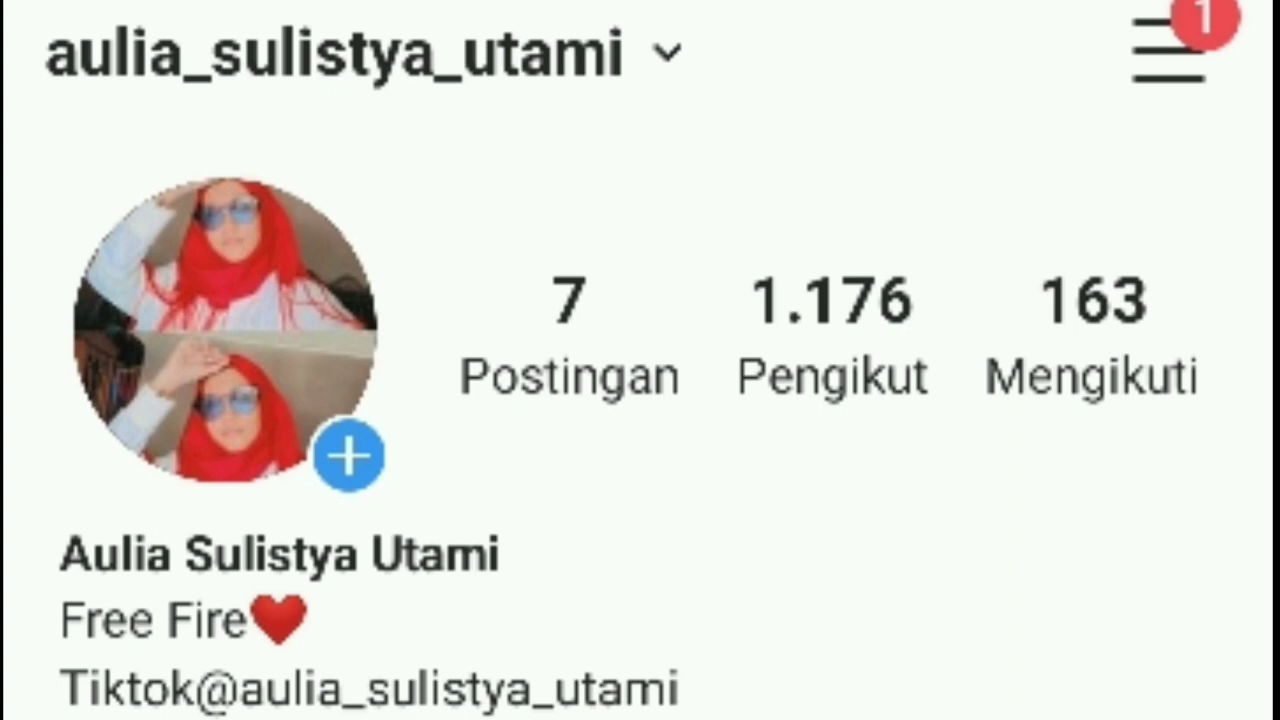 aulia_sulistya_utami
1
7 1.176 163
Postingan Pengikut Mengikuti
Aulia Sulistya Utami
Free Fire❤️
Tiktok@aulia_sulistya_utami